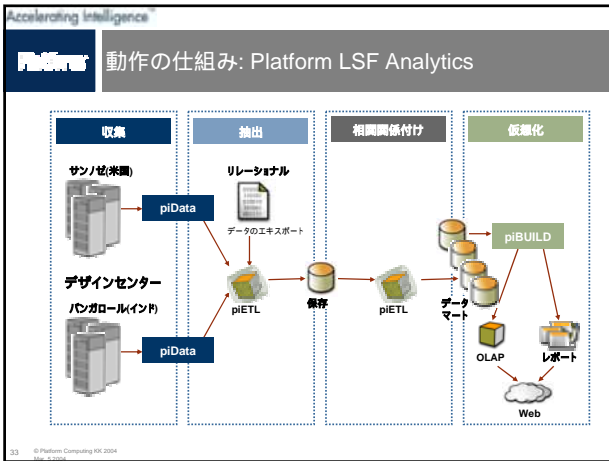 Accelerating Intelligence™
Platform
動作の仕組み: Platform LSF Analytics
収集
抽出
相関関係付け
仮想化
サンノゼ(米国)
piData
リレーショナル
データのエキスポート
piETL
保存
piETL
データ
マート
piBUILD
デザインセンター
バンガロール(インド)
piData
OLAP
レポート
Web
33
© Platform Computing KK 2004
Mar. 5 2004